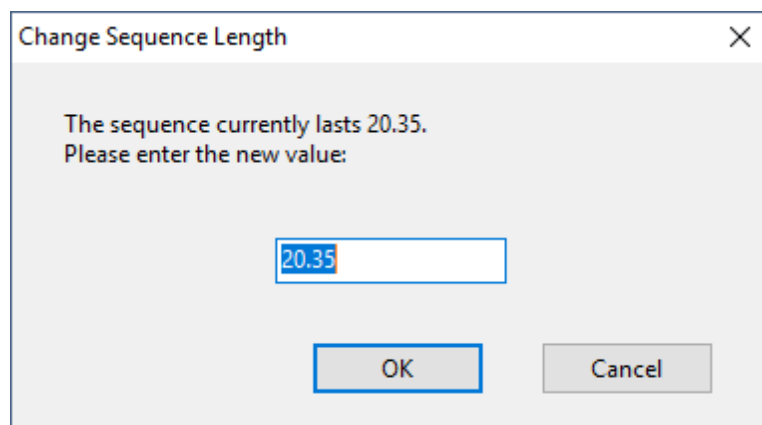 Change Sequence Length
The sequence currently lasts 20.35.
Please enter the new value:
20.35
OK
Cancel